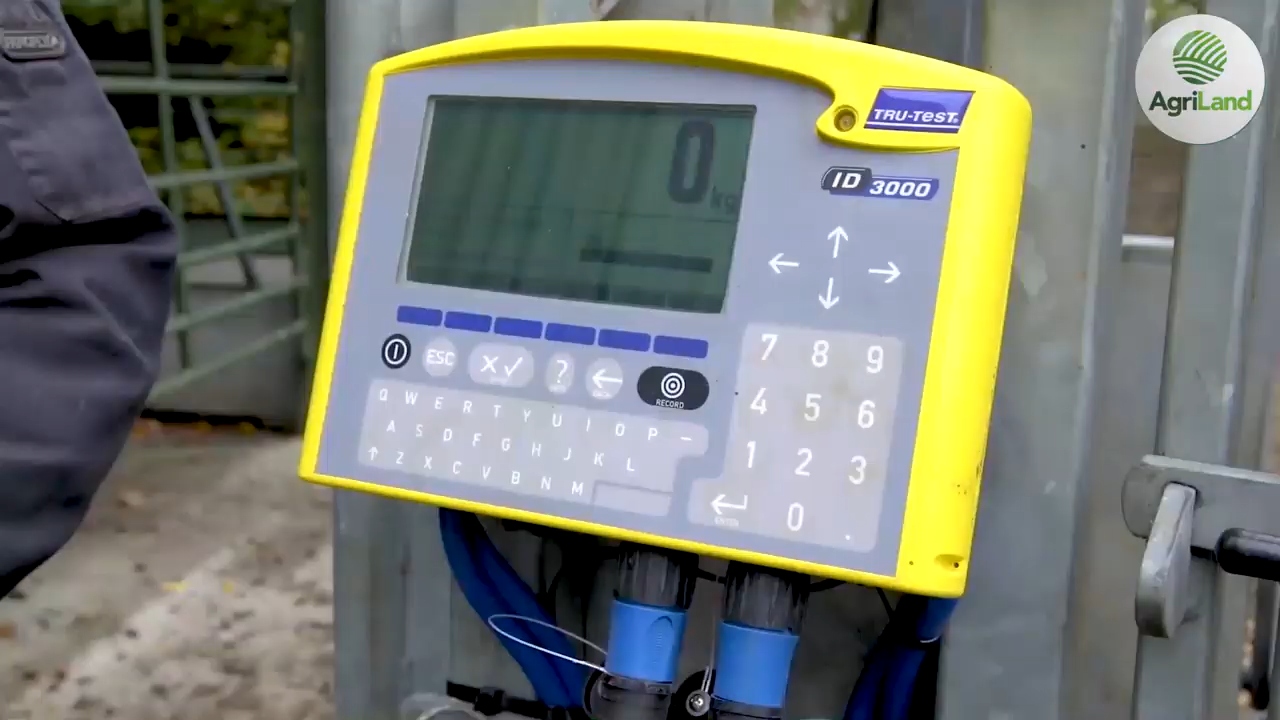 AgriLand
TRU-TEST
ID 3000
0 kg
ESC
?
RECORD
7 8 9
4 5 6
1 2 3
ENTER 0 .
Q W E R T Y U I O P –
A S D F G H J K L
Z X C V B N M